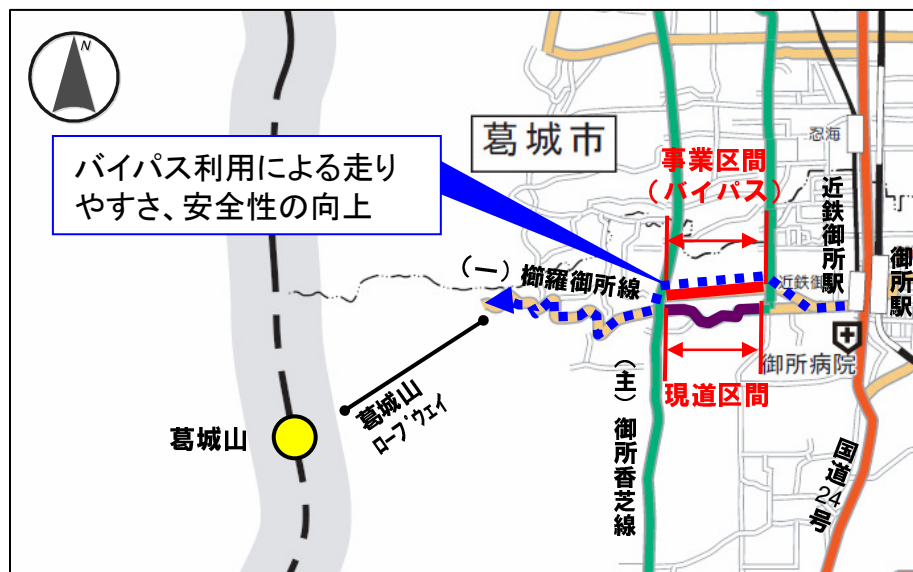 N
バイパス利用による走り
やすさ、安全性の向上
葛城市
忍海
事業区間
(バイパス)
近鉄御所駅
御所駅
(一)櫛羅御所線
近鉄御
御所病院
現道区間
葛城山
ロープウェイ
葛城山
(主)御所香芝線
国道24号